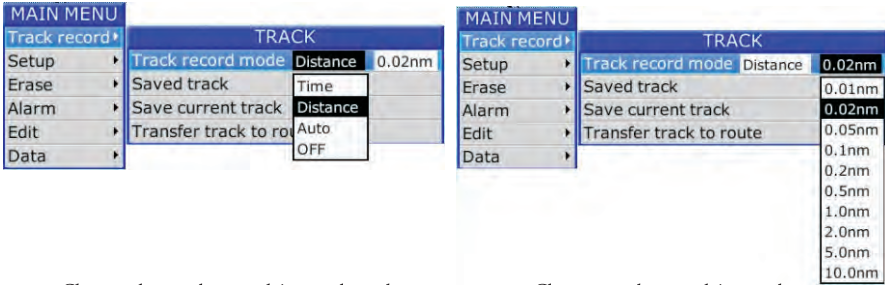 MAIN MENU
Track record
Setup
Erase
Alarm
Edit
Data
TRACK
Track record mode Distance 0.02nm
Saved track
Save current track
Transfer track to rou
Time
Distance
Auto
OFF
MAIN MENU
Track record
Setup
Erase
Alarm
Edit
Data
TRACK
Track record mode Distance 0.02nm
Saved track
Save current track
Transfer track to route
0.01nm
0.02nm
0.05nm
0.1nm
0.2nm
0.5nm
1.0nm
2.0nm
5.0nm
10.0nm